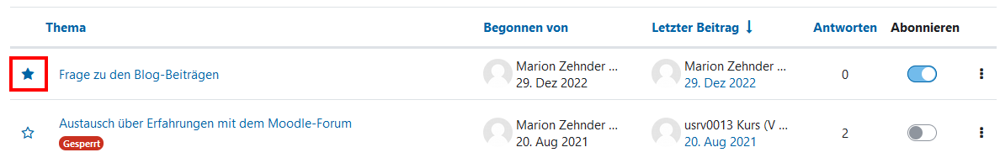 Thema Begonnen von Letzter Beitrag ↓ Antworten Abonnieren
Frage zu den Blog-Beiträgen Marion Zehnder ... Marion Zehnder ... 0
29. Dez 2022 29. Dez 2022
Austausch über Erfahrungen mit dem Moodle-Forum Marion Zehnder ... usrv0013 Kurs (V ... 2
Gesperrt 20. Aug 2021 20. Aug 2021